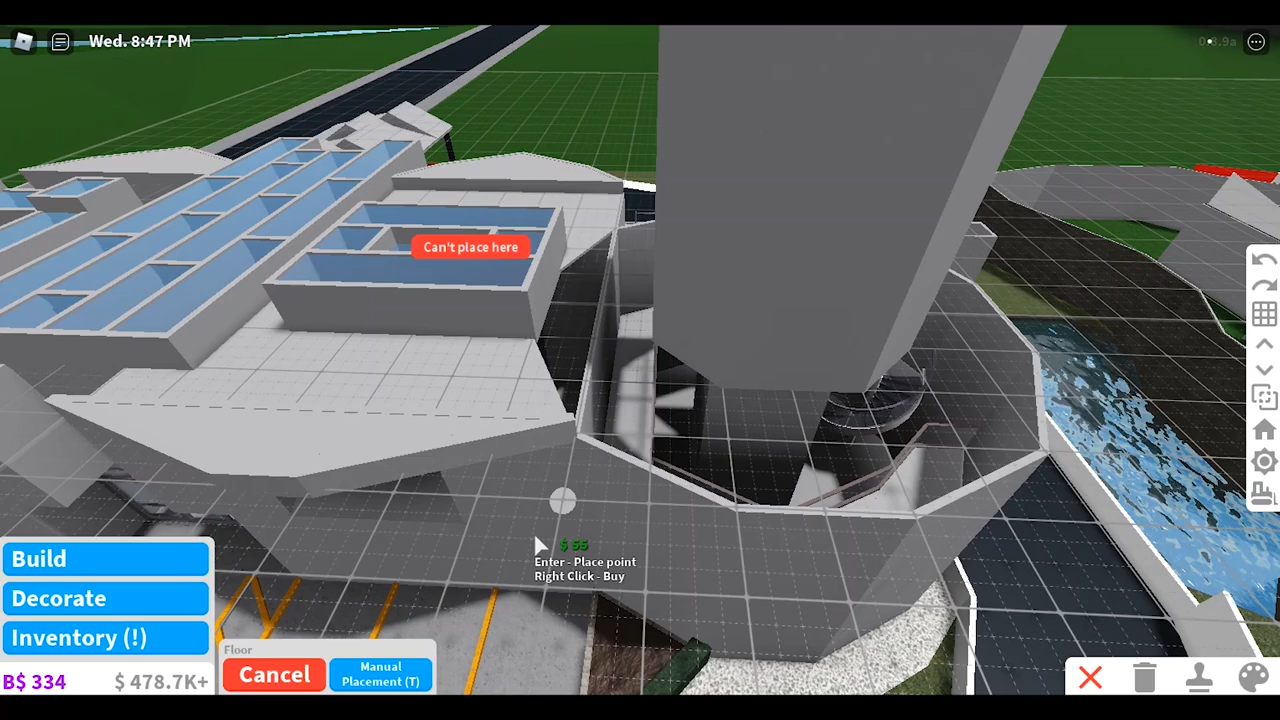 Wed. 8:47 PM
Can't place here
$ 55
Enter - Place point
Right Click - Buy
Build
Decorate
Inventory (!)
B$ 334
$ 478.7K+
Floor
Cancel
Manual
Placement (T)